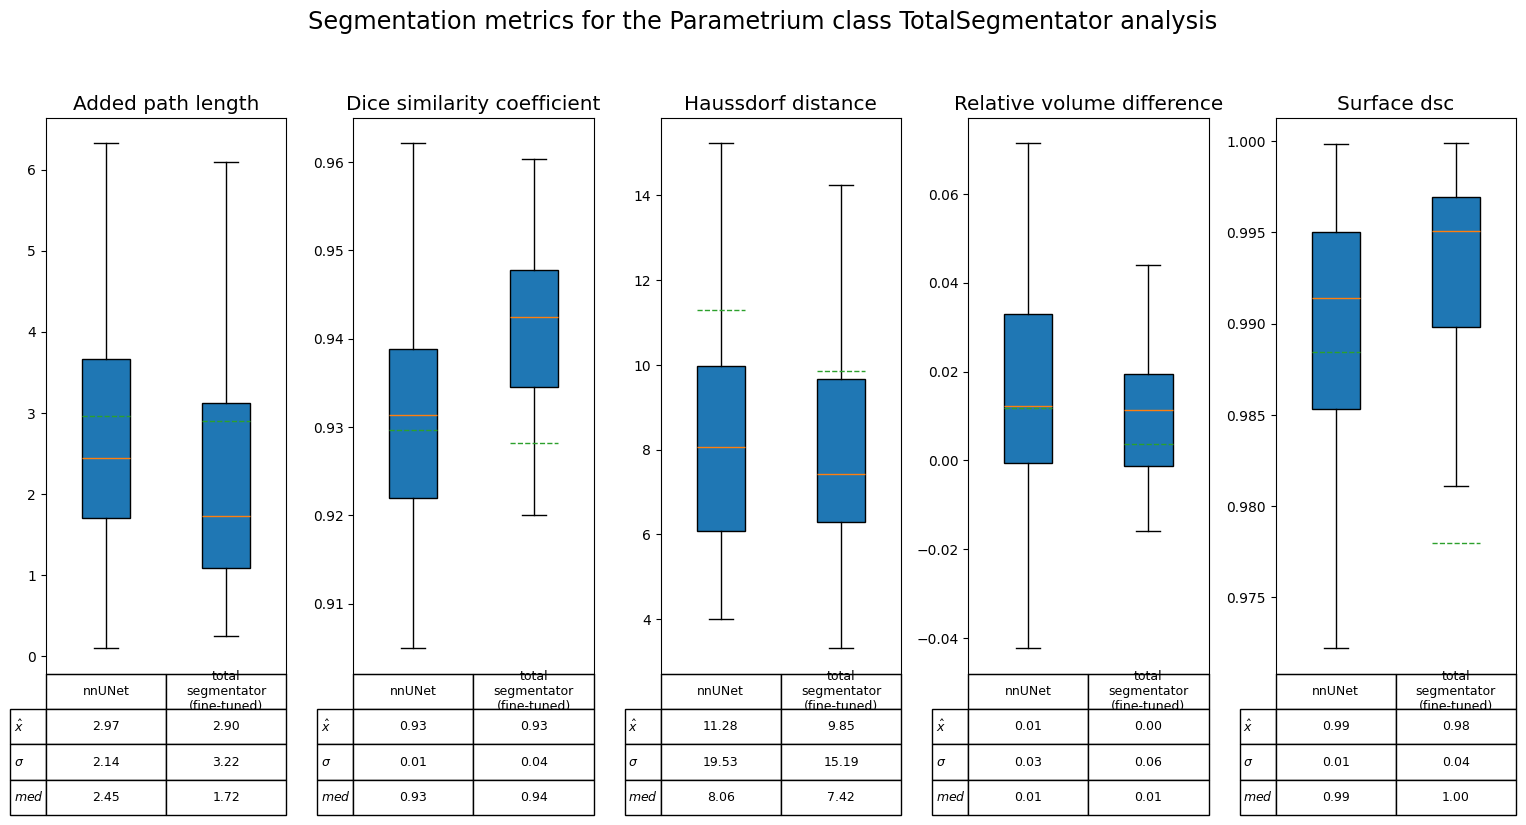 Segmentation metrics for the Parametrium class TotalSegmentator analysis
Added path length
6
5
4
3
2
1
0
nnUNet
total
segmentator
(fine-tuned)
x̂ 2.97 2.90
σ 2.14 3.22
med 2.45 1.72
Dice similarity coefficient
0.96
0.95
0.94
0.93
0.92
0.91
nnUNet
total
segmentator
(fine-tuned)
x̂ 0.93 0.93
σ 0.01 0.04
med 0.93 0.94
Haussdorf distance
14
12
10
8
6
4
nnUNet
total
segmentator
(fine-tuned)
x̂ 11.28 9.85
σ 19.53 15.19
med 8.06 7.42
Relative volume difference
0.06
0.04
0.02
0.00
−0.02
−0.04
nnUNet
total
segmentator
(fine-tuned)
x̂ 0.01 0.00
σ 0.03 0.06
med 0.01 0.01
Surface dsc
1.000
0.995
0.990
0.985
0.980
0.975
nnUNet
total
segmentator
(fine-tuned)
x̂ 0.99 0.98
σ 0.01 0.04
med 0.99 1.00